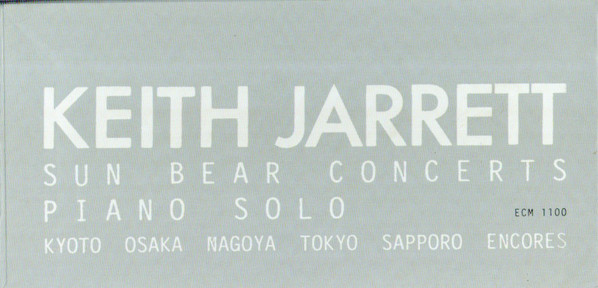 KEITH JARRETT
SUN BEAR CONCERTS
PIANO SOLO
ECM 1100
KYOTO OSAKA NAGOYA TOKYO SAPPORO ENCORES